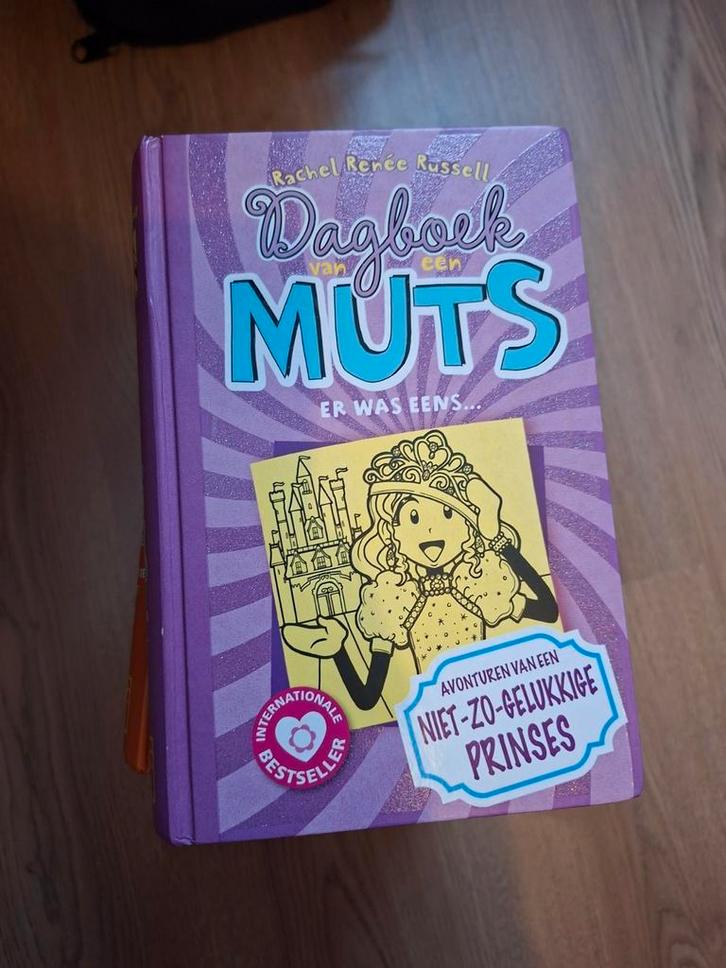 Rachel Renée Russell
Dagboek
van een
MUTS
ER WAS EENS...
AVONTUREN VAN EEN
NIET-ZO-GELUKKIGE
PRINSES
INTERNATIONALE
BESTSELLER